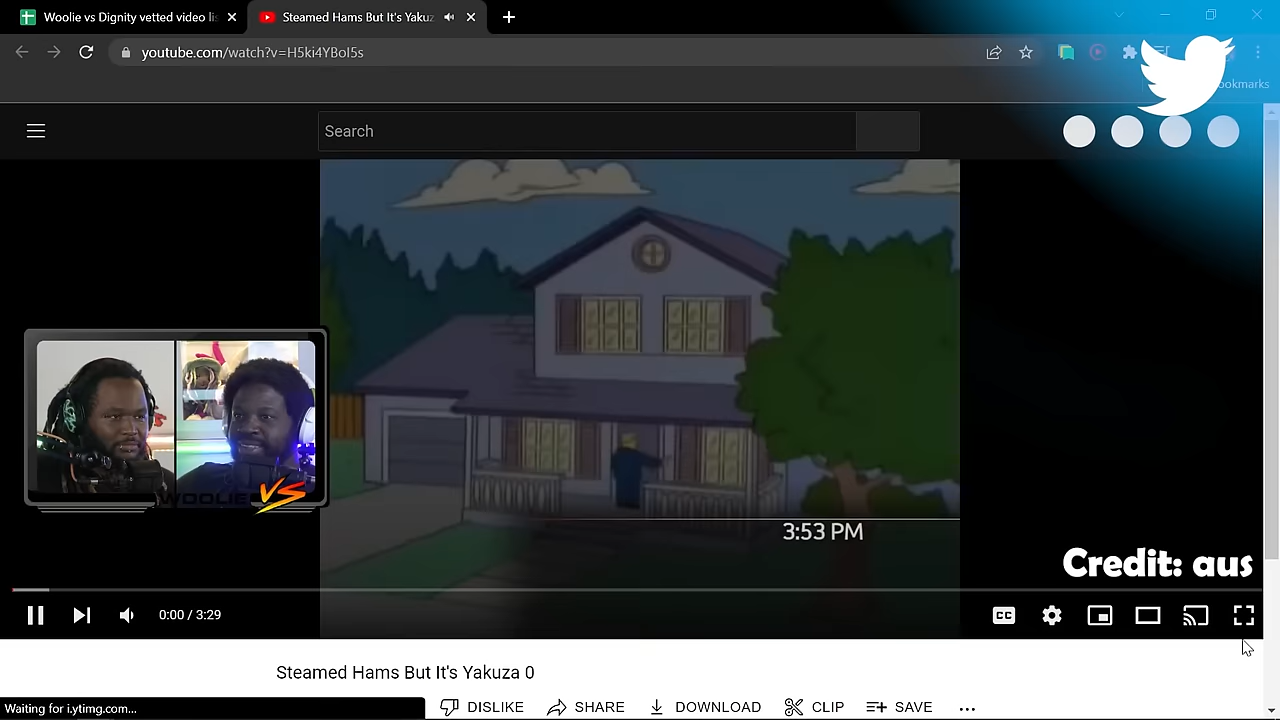 Woolie vs Dignity vetted video li
Steamed Hams But It's Yakuz
youtube.com/watch?v=H5ki4YBoI5s
ookmarks
Search
WOOLIE VS
3:53 PM
Credit: aus
0:00 / 3:29
CC
Steamed Hams But It's Yakuza 0
Waiting for i.ytimg.com...
DISLIKE
SHARE
DOWNLOAD
CLIP
SAVE